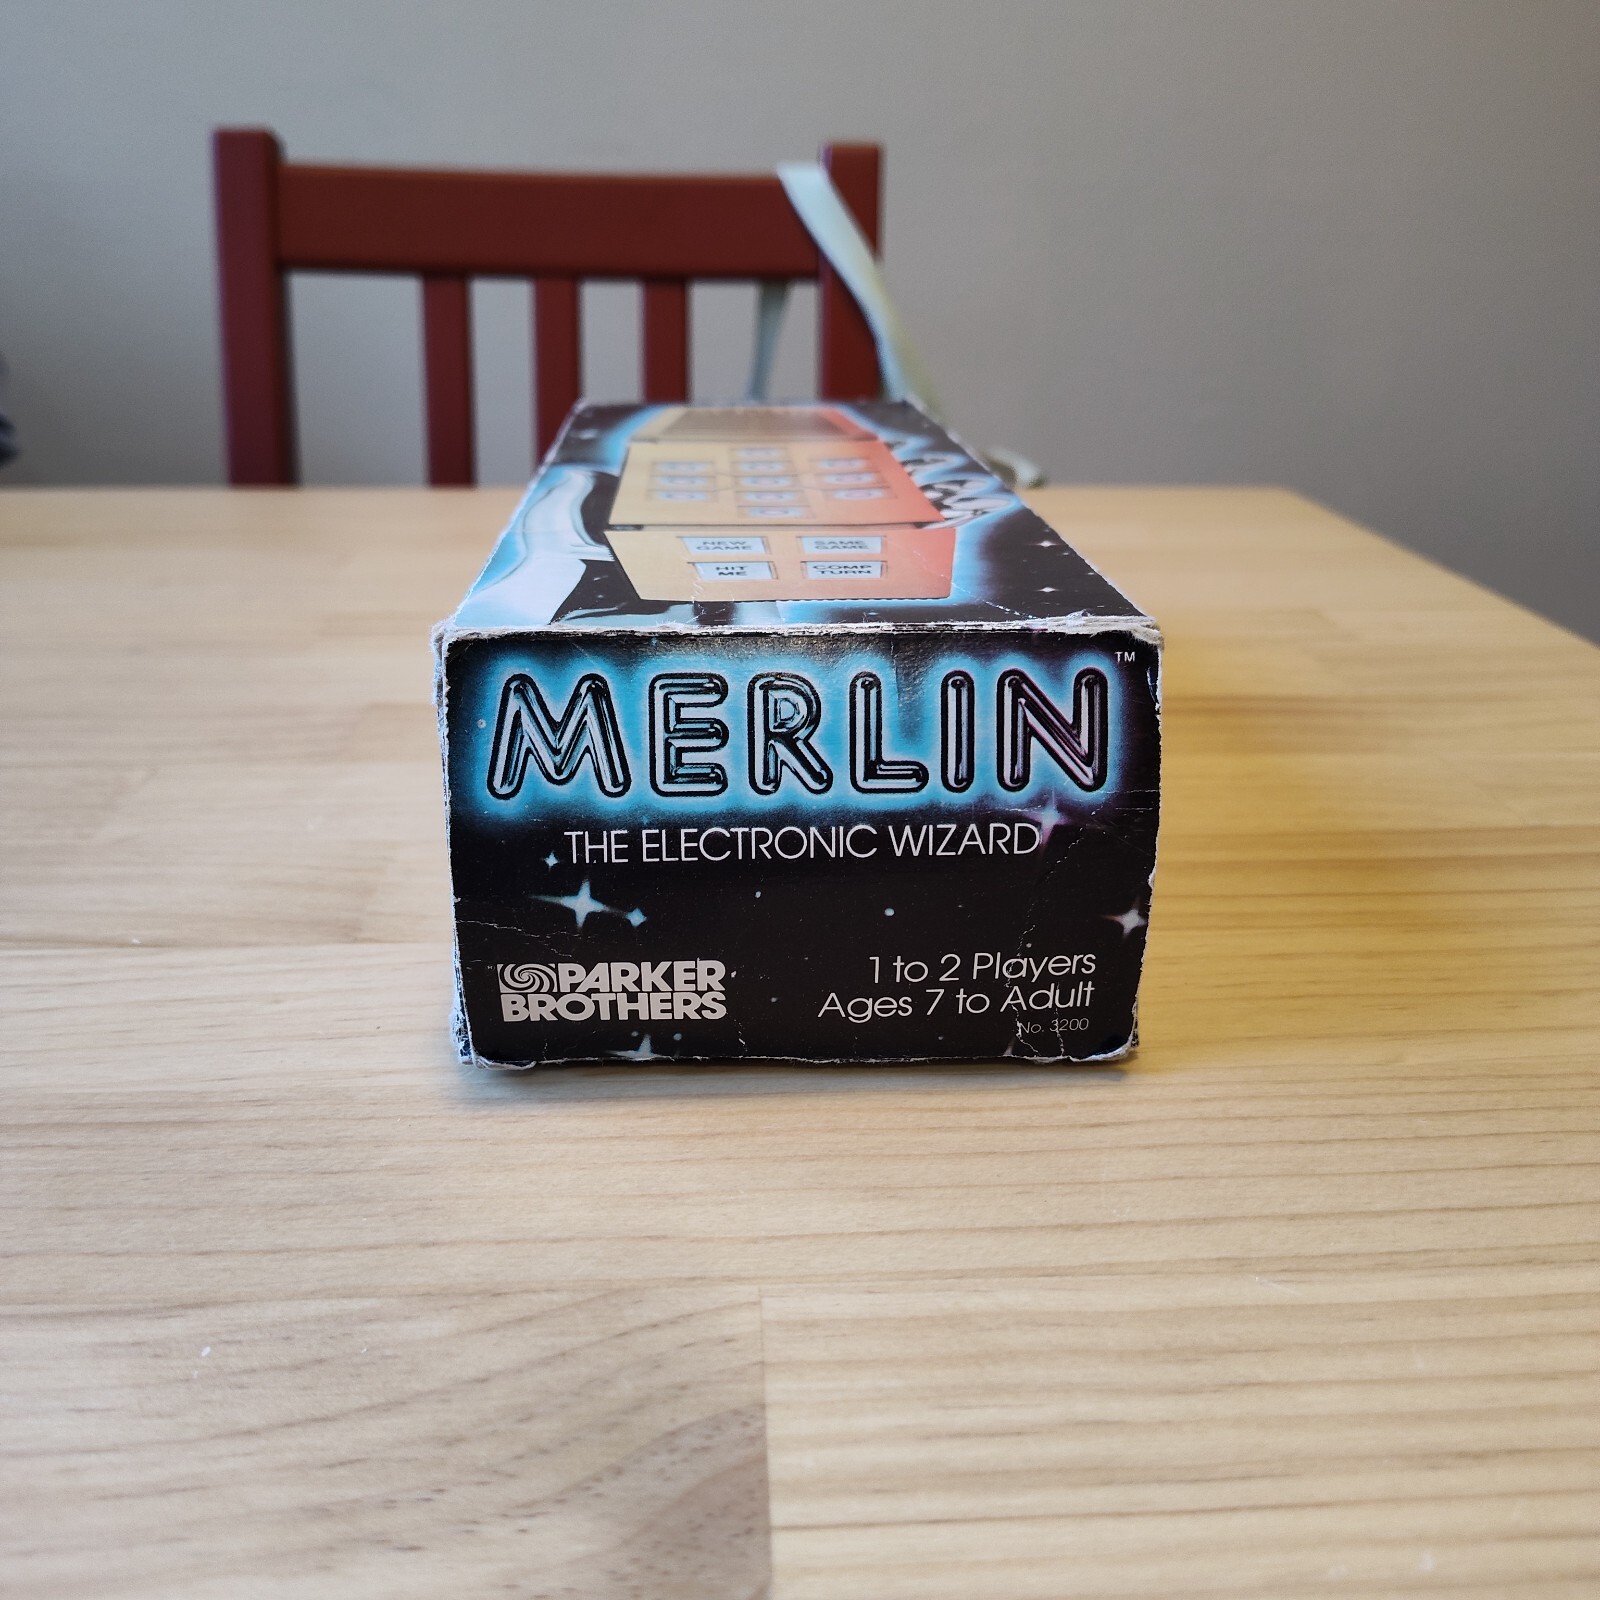 NEW
GAME
SAME
GAME
HIT
ME
COMP
TURN
MERLIN™
THE ELECTRONIC WIZARD
PARKER
BROTHERS
1 to 2 Players
Ages 7 to Adult
No. 3200